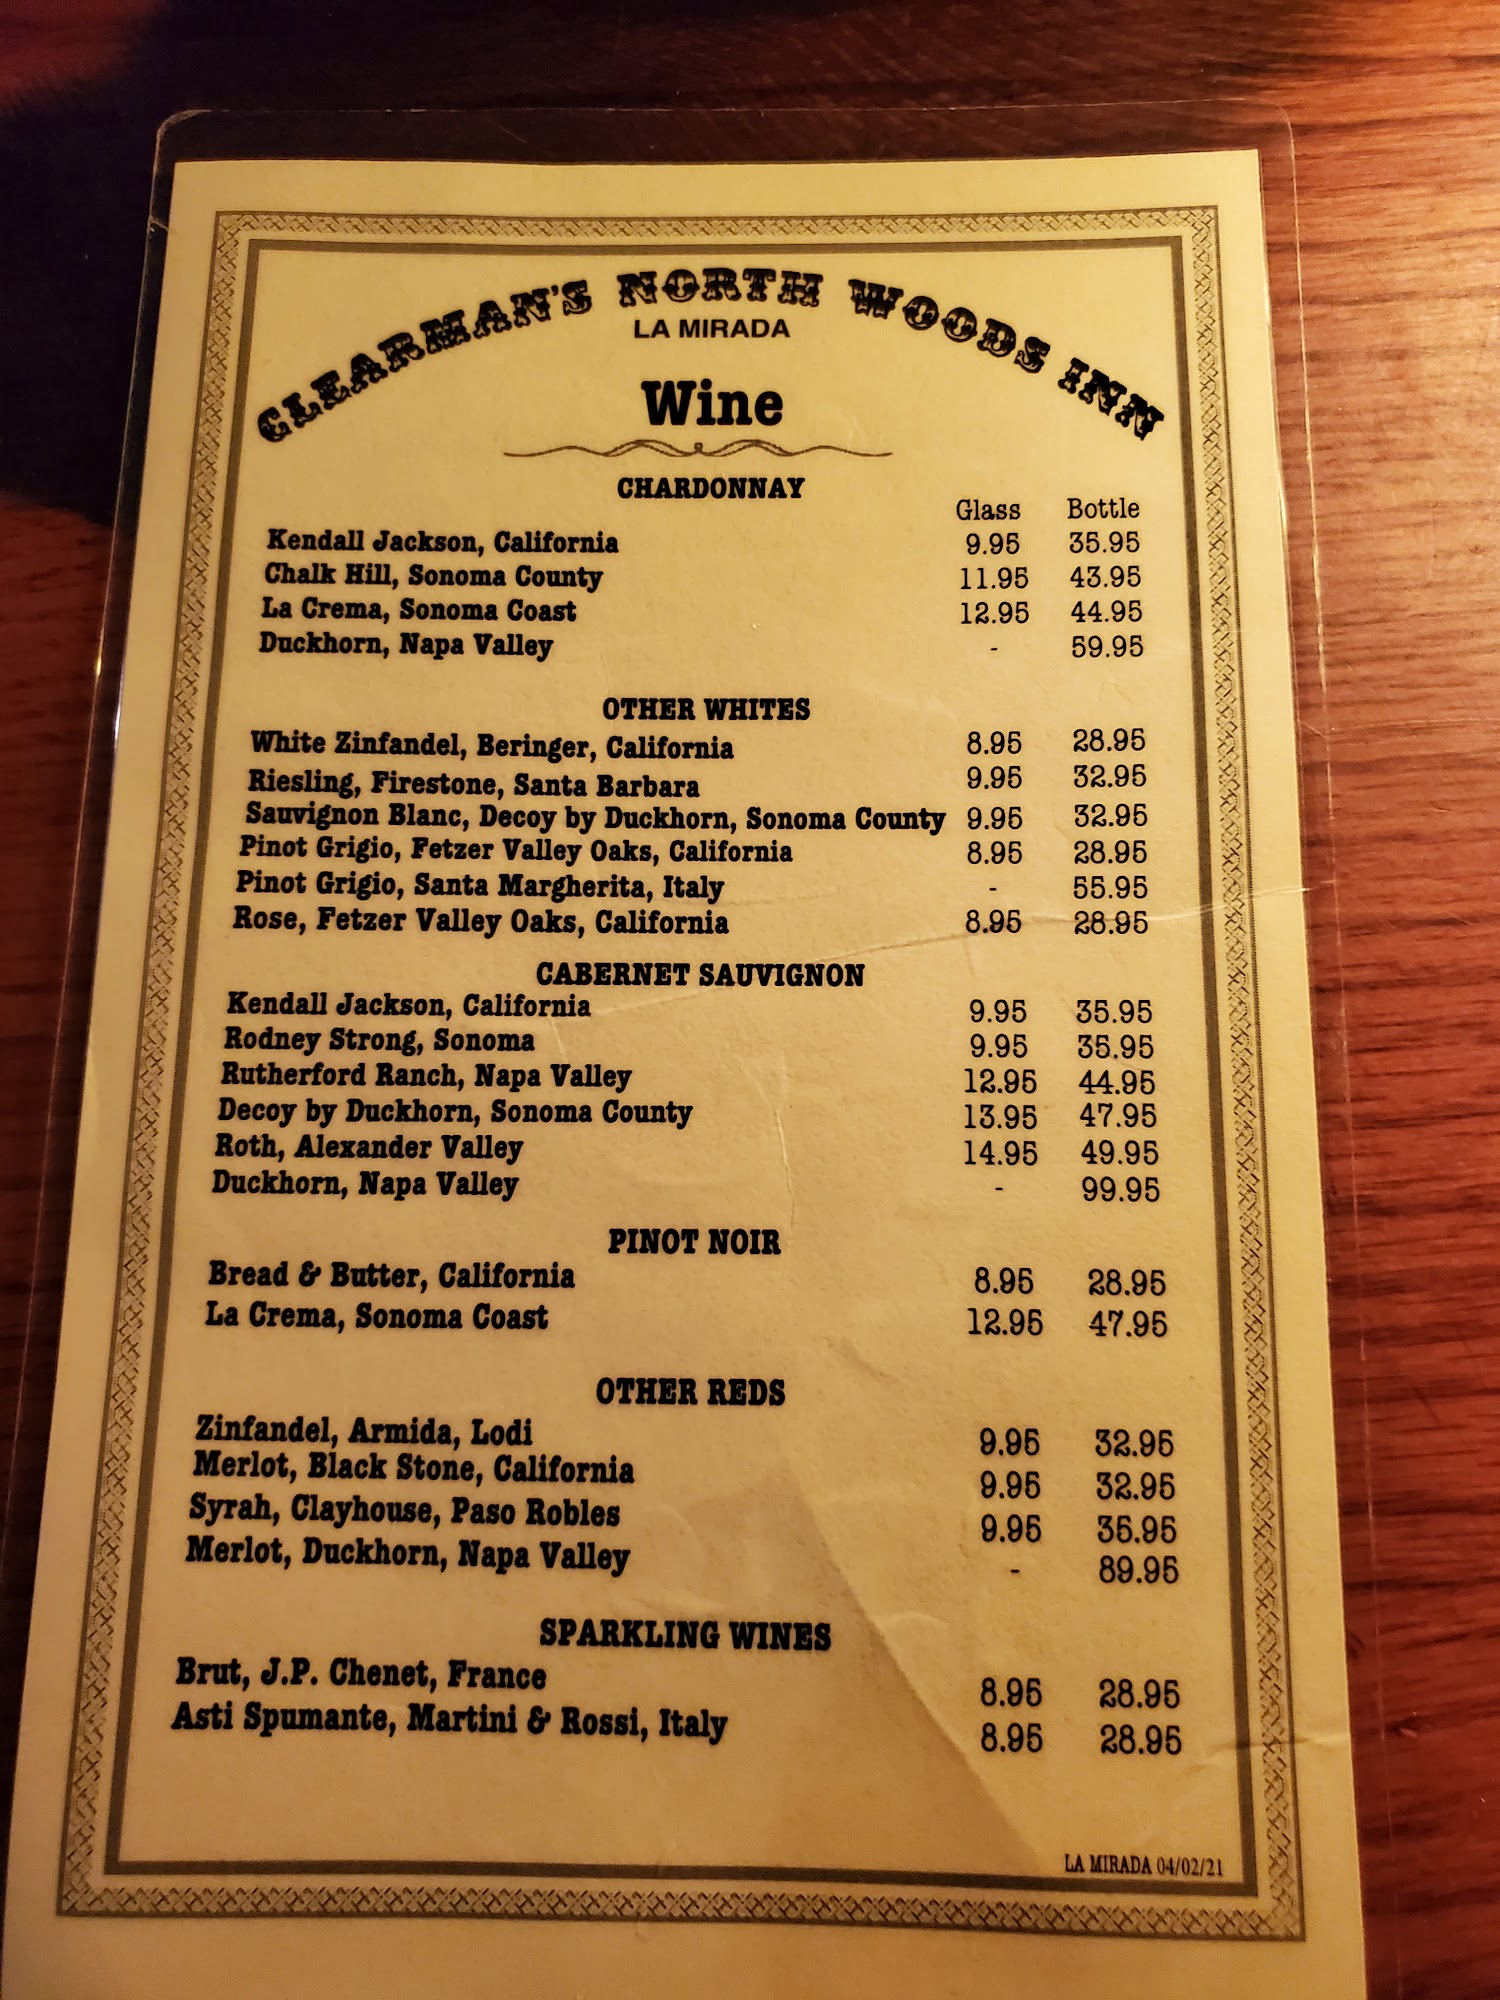 CLEARMAN'S NORTH WOODS INN
LA MIRADA
Wine
CHARDONNAY
Glass Bottle
Kendall Jackson, California 9.95 35.95
Chalk Hill, Sonoma County 11.95 43.95
La Crema, Sonoma Coast 12.95 44.95
Duckhorn, Napa Valley - 59.95
OTHER WHITES
White Zinfandel, Beringer, California 8.95 28.95
Riesling, Firestone, Santa Barbara 9.95 32.95
Sauvignon Blanc, Decoy by Duckhorn, Sonoma County 9.95 32.95
Pinot Grigio, Fetzer Valley Oaks, California 8.95 28.95
Pinot Grigio, Santa Margherita, Italy - 55.95
Rose, Fetzer Valley Oaks, California 8.95 28.95
CABERNET SAUVIGNON
Kendall Jackson, California 9.95 35.95
Rodney Strong, Sonoma 9.95 35.95
Rutherford Ranch, Napa Valley 12.95 44.95
Decoy by Duckhorn, Sonoma County 13.95 47.95
Roth, Alexander Valley 14.95 49.95
Duckhorn, Napa Valley - 99.95
PINOT NOIR
Bread & Butter, California 8.95 28.95
La Crema, Sonoma Coast 12.95 47.95
OTHER REDS
Zinfandel, Armida, Lodi 9.95 32.95
Merlot, Black Stone, California 9.95 32.95
Syrah, Clayhouse, Paso Robles 9.95 35.95
Merlot, Duckhorn, Napa Valley - 89.95
SPARKLING WINES
Brut, J.P. Chenet, France 8.95 28.95
Asti Spumante, Martini & Rossi, Italy 8.95 28.95
LA MIRADA 04/02/21